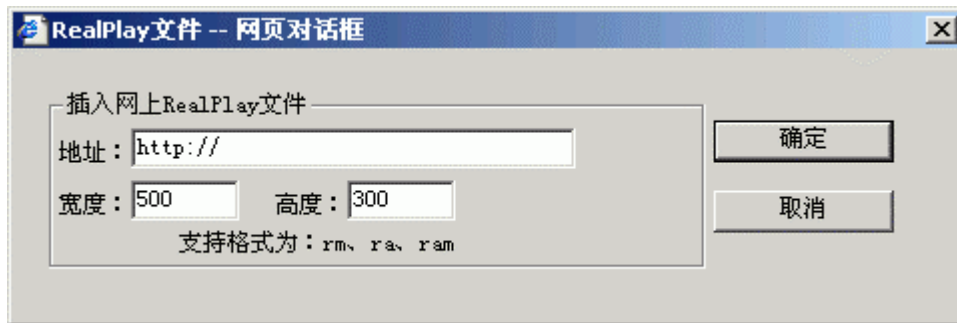 RealPlay文件 -- 网页对话框
插入网上RealPlay文件
地址：http://
确定
宽度：500 高度：300
取消
支持格式为：rm、ra、ram